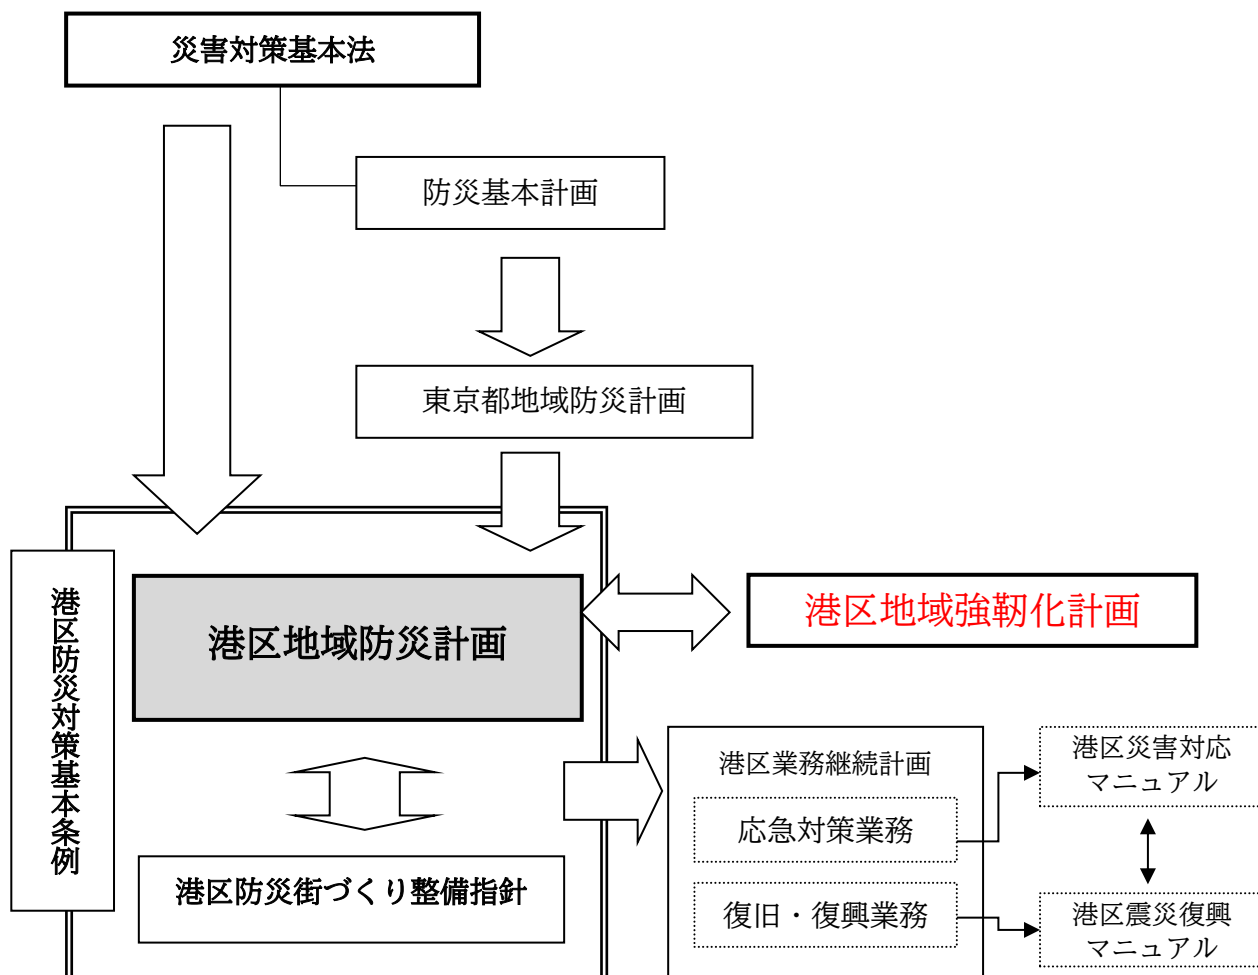 災害対策基本法
防災基本計画
東京都地域防災計画
港区防災対策基本条例
港区地域防災計画
港区地域強靭化計画
港区防災街づくり整備指針
港区業務継続計画
応急対策業務
復旧・復興業務
港区災害対応
マニュアル
港区震災復興
マニュアル